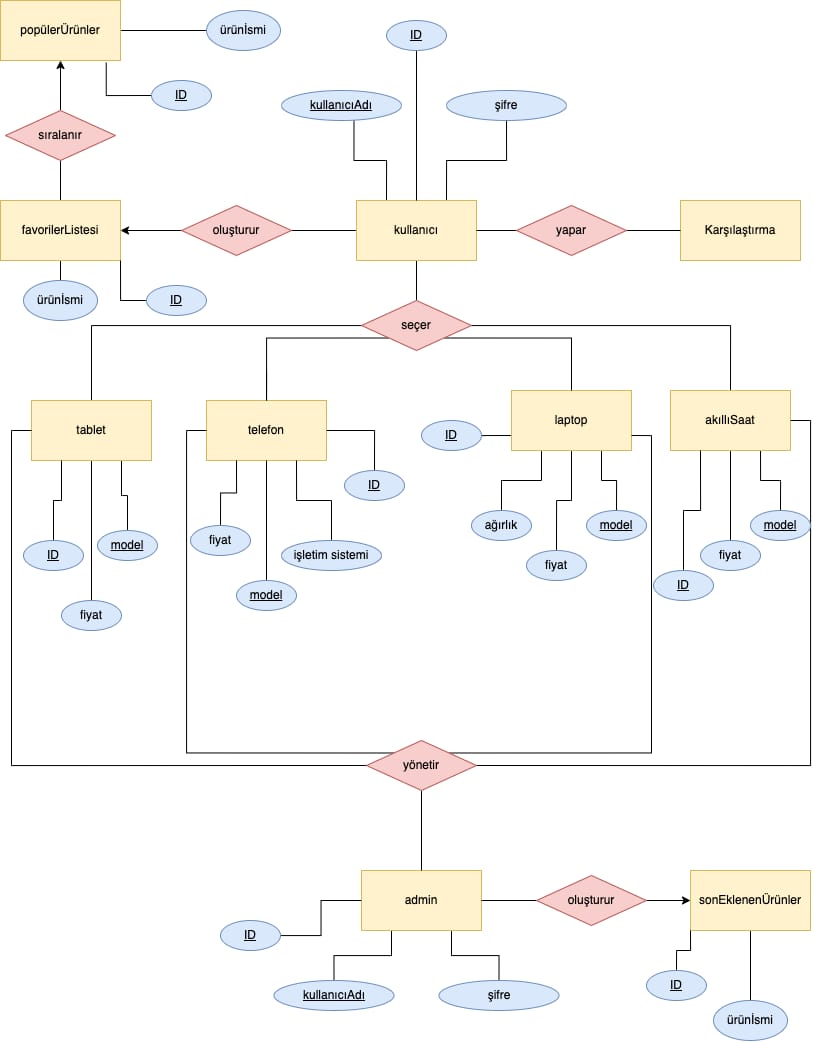 popülerÜrünler
ürünİsmi
ID
ID
kullanıcıAdı
şifre
sıralanır
favorilerListesi
oluşturur
kullanıcı
yapar
Karşılaştırma
ürünİsmi
ID
seçer
tablet
telefon
laptop
akıllıSaat
ID
ID
ağırlık
model
model
fiyat
model
ID
işletim sistemi
fiyat
fiyat
ID
fiyat
model
yönetir
admin
oluşturur
sonEklenenÜrünler
ID
kullanıcıAdı
şifre
ID
ürünİsmi